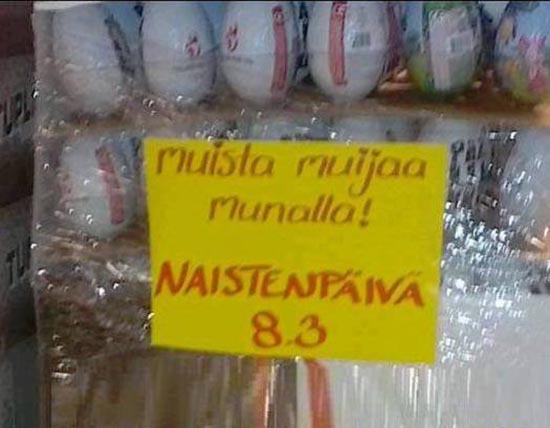 muista muijaa
munalla!
NAISTENPÄIVÄ
8.3